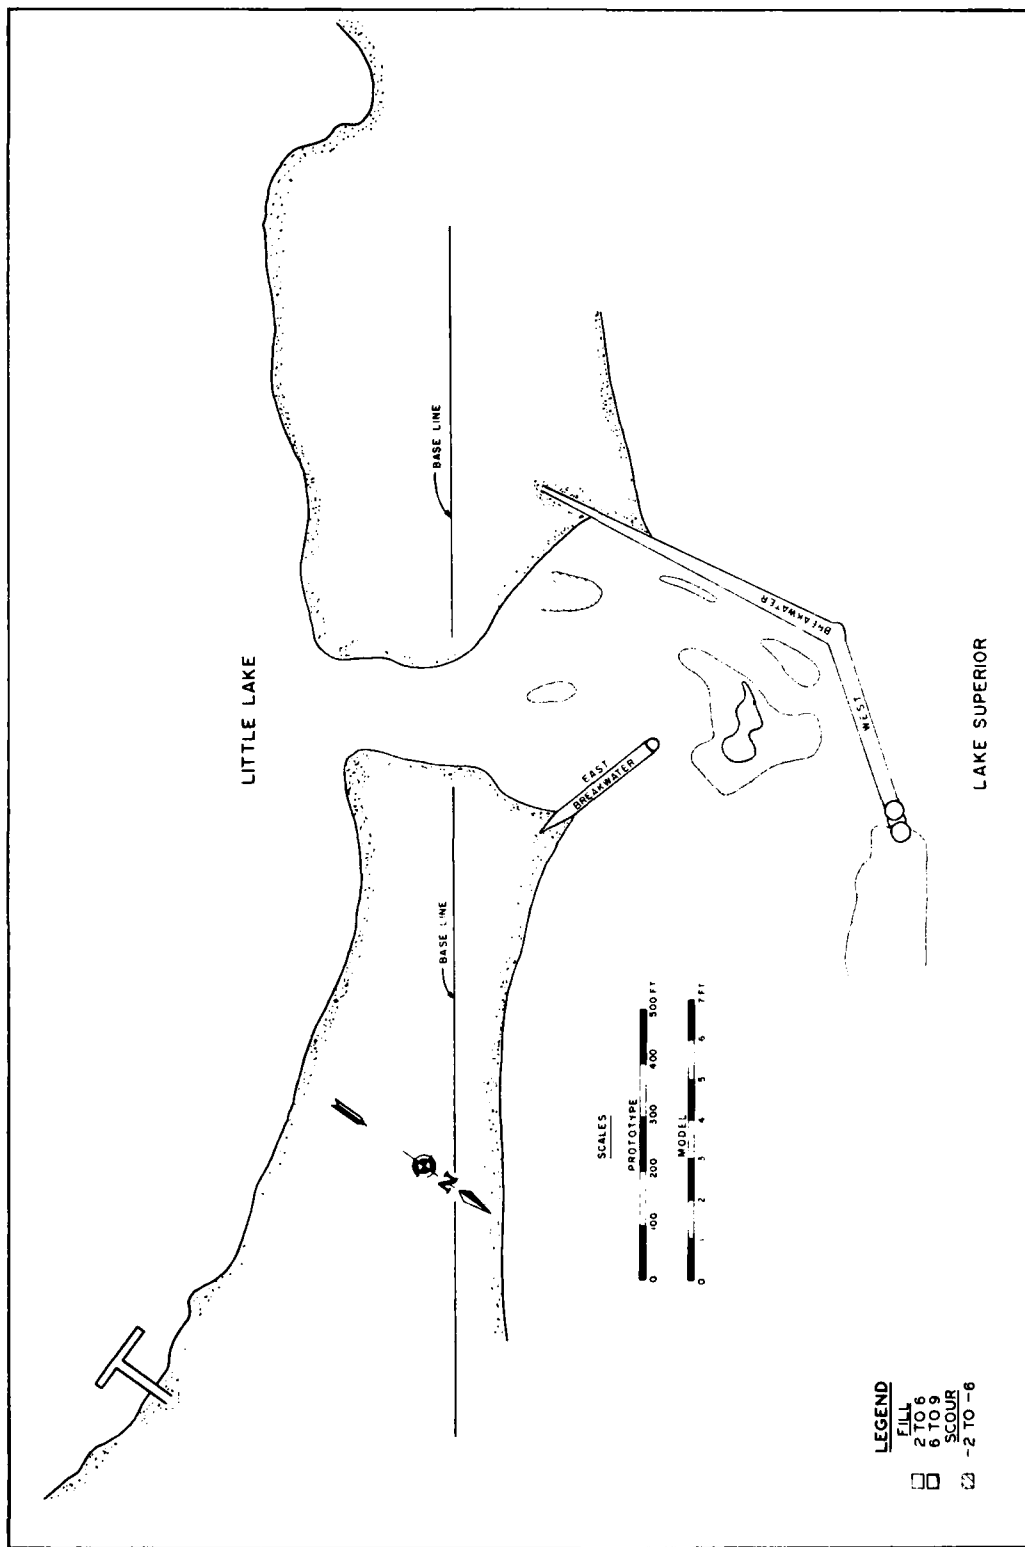 LITTLE LAKE
BASE LINE
BASE LINE
EAST
BREAKWATER
BREAKWATER
WEST
LAKE SUPERIOR
N
SCALES
PROTOTYPE
0 100 200 300 400 500 FT
MODEL
0 1 2 3 4 5 6 7 FT
LEGEND
FILL
2 TO 6
6 TO 9
SCOUR
-2 TO -6